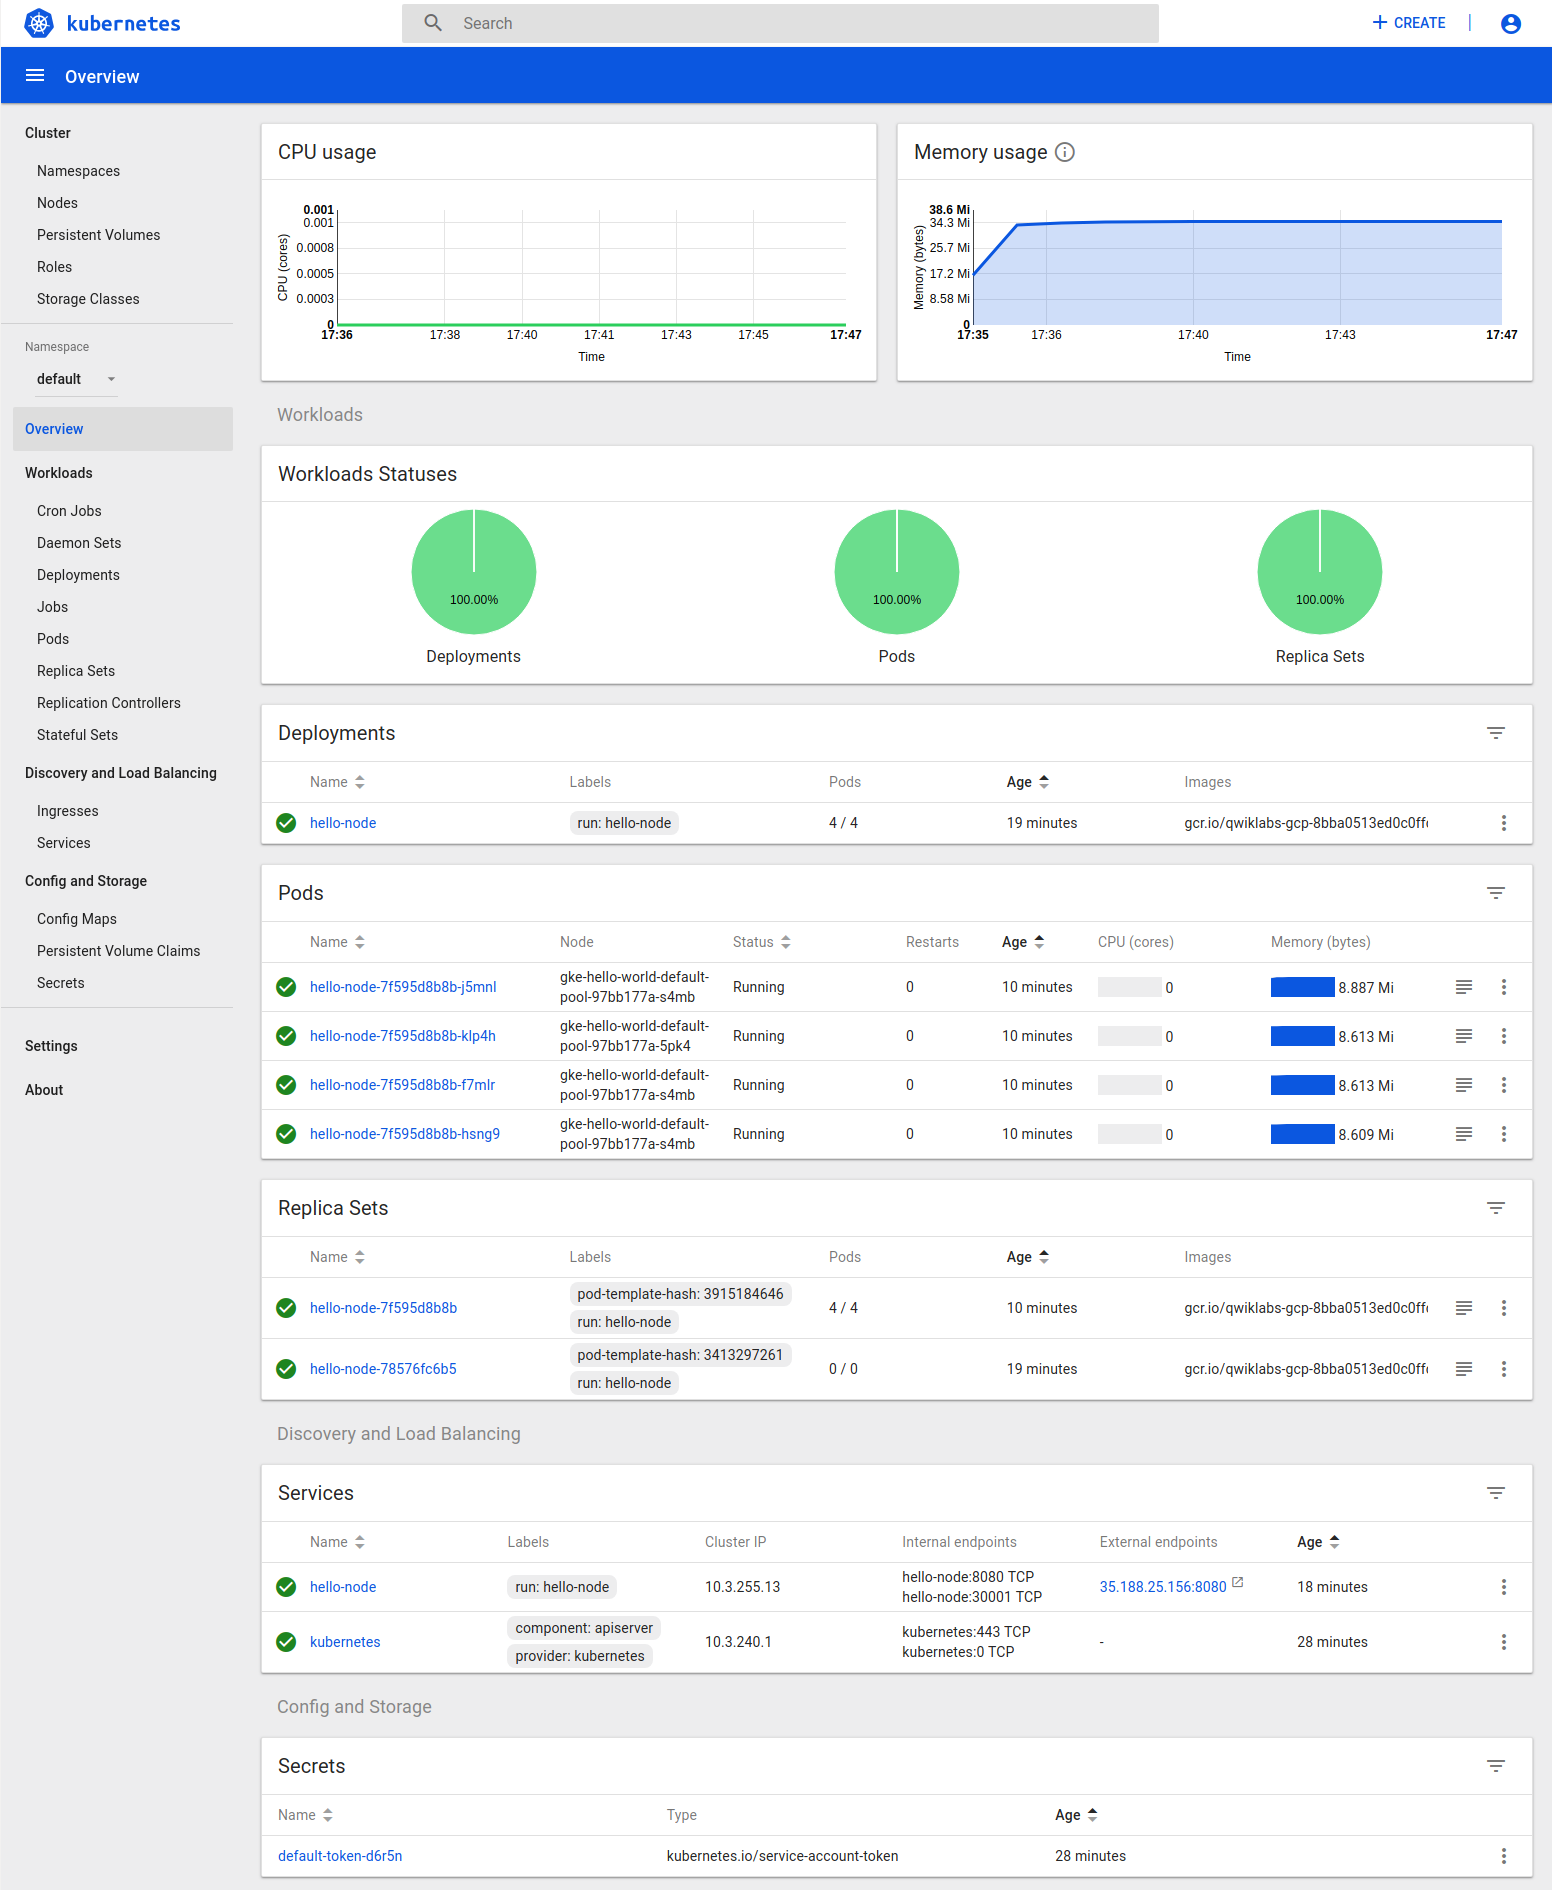 kubernetes
Search
CREATE
Overview
Cluster
Namespaces
Nodes
Persistent Volumes
Roles
Storage Classes
Namespace
default
Overview
Workloads
Cron Jobs
Daemon Sets
Deployments
Jobs
Pods
Replica Sets
Replication Controllers
Stateful Sets
Discovery and Load Balancing
Ingresses
Services
Config and Storage
Config Maps
Persistent Volume Claims
Secrets
Settings
About
CPU usage
CPU (cores)
0.001
0.001
0.0008
0.0005
0.0003
0
17:36 17:38 17:40 17:41 17:43 17:45 17:47
Time
Memory usage
Memory (bytes)
38.6 Mi
34.3 Mi
25.7 Mi
17.2 Mi
8.58 Mi
0
17:35 17:36 17:40 17:43 17:47
Time
Workloads
Workloads Statuses
100.00% 100.00% 100.00%
Deployments Pods Replica Sets
Deployments
Name Labels Pods Age Images
hello-node run: hello-node 4 / 4 19 minutes gcr.io/qwiklabs-gcp-8bba0513ed0c0ff
Pods
Name Node Status Restarts Age CPU (cores) Memory (bytes)
hello-node-7f595d8b8b-j5mnl gke-hello-world-default-pool-97bb177a-s4mb Running 0 10 minutes 0 8.887 Mi
hello-node-7f595d8b8b-klp4h gke-hello-world-default-pool-97bb177a-5pk4 Running 0 10 minutes 0 8.613 Mi
hello-node-7f595d8b8b-f7mlr gke-hello-world-default-pool-97bb177a-s4mb Running 0 10 minutes 0 8.613 Mi
hello-node-7f595d8b8b-hsng9 gke-hello-world-default-pool-97bb177a-s4mb Running 0 10 minutes 0 8.609 Mi
Replica Sets
Name Labels Pods Age Images
hello-node-7f595d8b8b pod-template-hash: 3915184646 run: hello-node 4 / 4 10 minutes gcr.io/qwiklabs-gcp-8bba0513ed0c0ff
hello-node-78576fc6b5 pod-template-hash: 3413297261 run: hello-node 0 / 0 19 minutes gcr.io/qwiklabs-gcp-8bba0513ed0c0ff
Discovery and Load Balancing
Services
Name Labels Cluster IP Internal endpoints External endpoints Age
hello-node run: hello-node 10.3.255.13 hello-node:8080 TCP hello-node:30001 TCP 35.188.25.156:8080 18 minutes
kubernetes component: apiserver provider: kubernetes 10.3.240.1 kubernetes:443 TCP kubernetes:0 TCP - 28 minutes
Config and Storage
Secrets
Name Type Age
default-token-d6r5n kubernetes.io/service-account-token 28 minutes